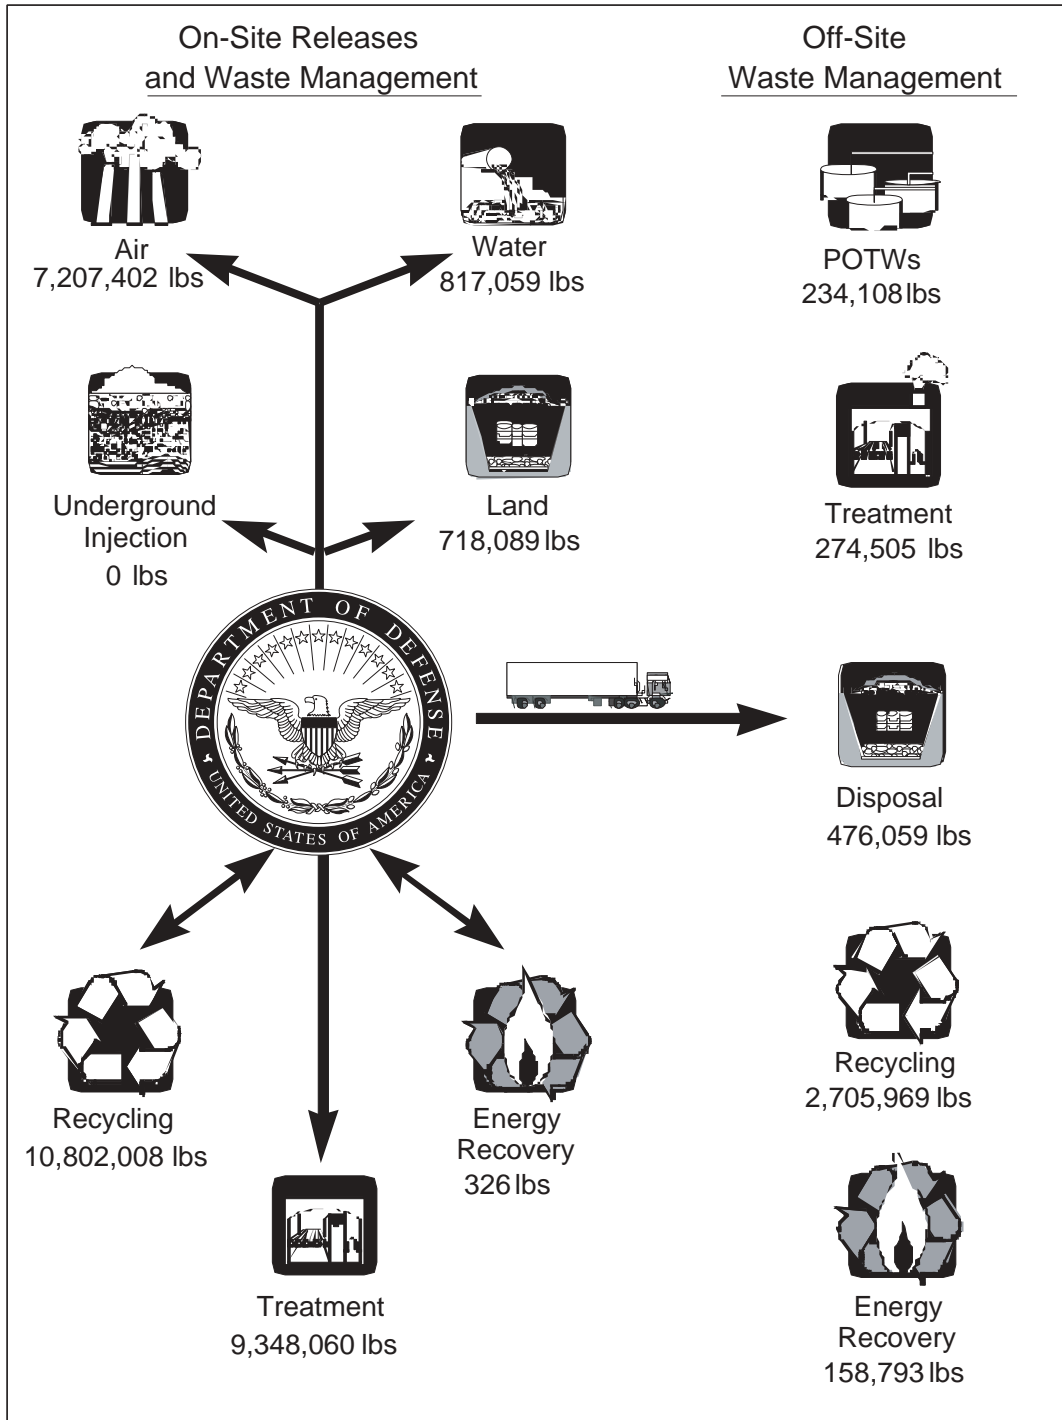 On-Site Releases
and Waste Management
Off-Site
Waste Management
Air
7,207,402 lbs
Water
817,059 lbs
POTWs
234,108 lbs
Underground
Injection
0 lbs
Land
718,089 lbs
Treatment
274,505 lbs
DEPARTMENT OF DEFENSE
UNITED STATES OF AMERICA
Disposal
476,059 lbs
Recycling
10,802,008 lbs
Energy
Recovery
326 lbs
Recycling
2,705,969 lbs
Treatment
9,348,060 lbs
Energy
Recovery
158,793 lbs